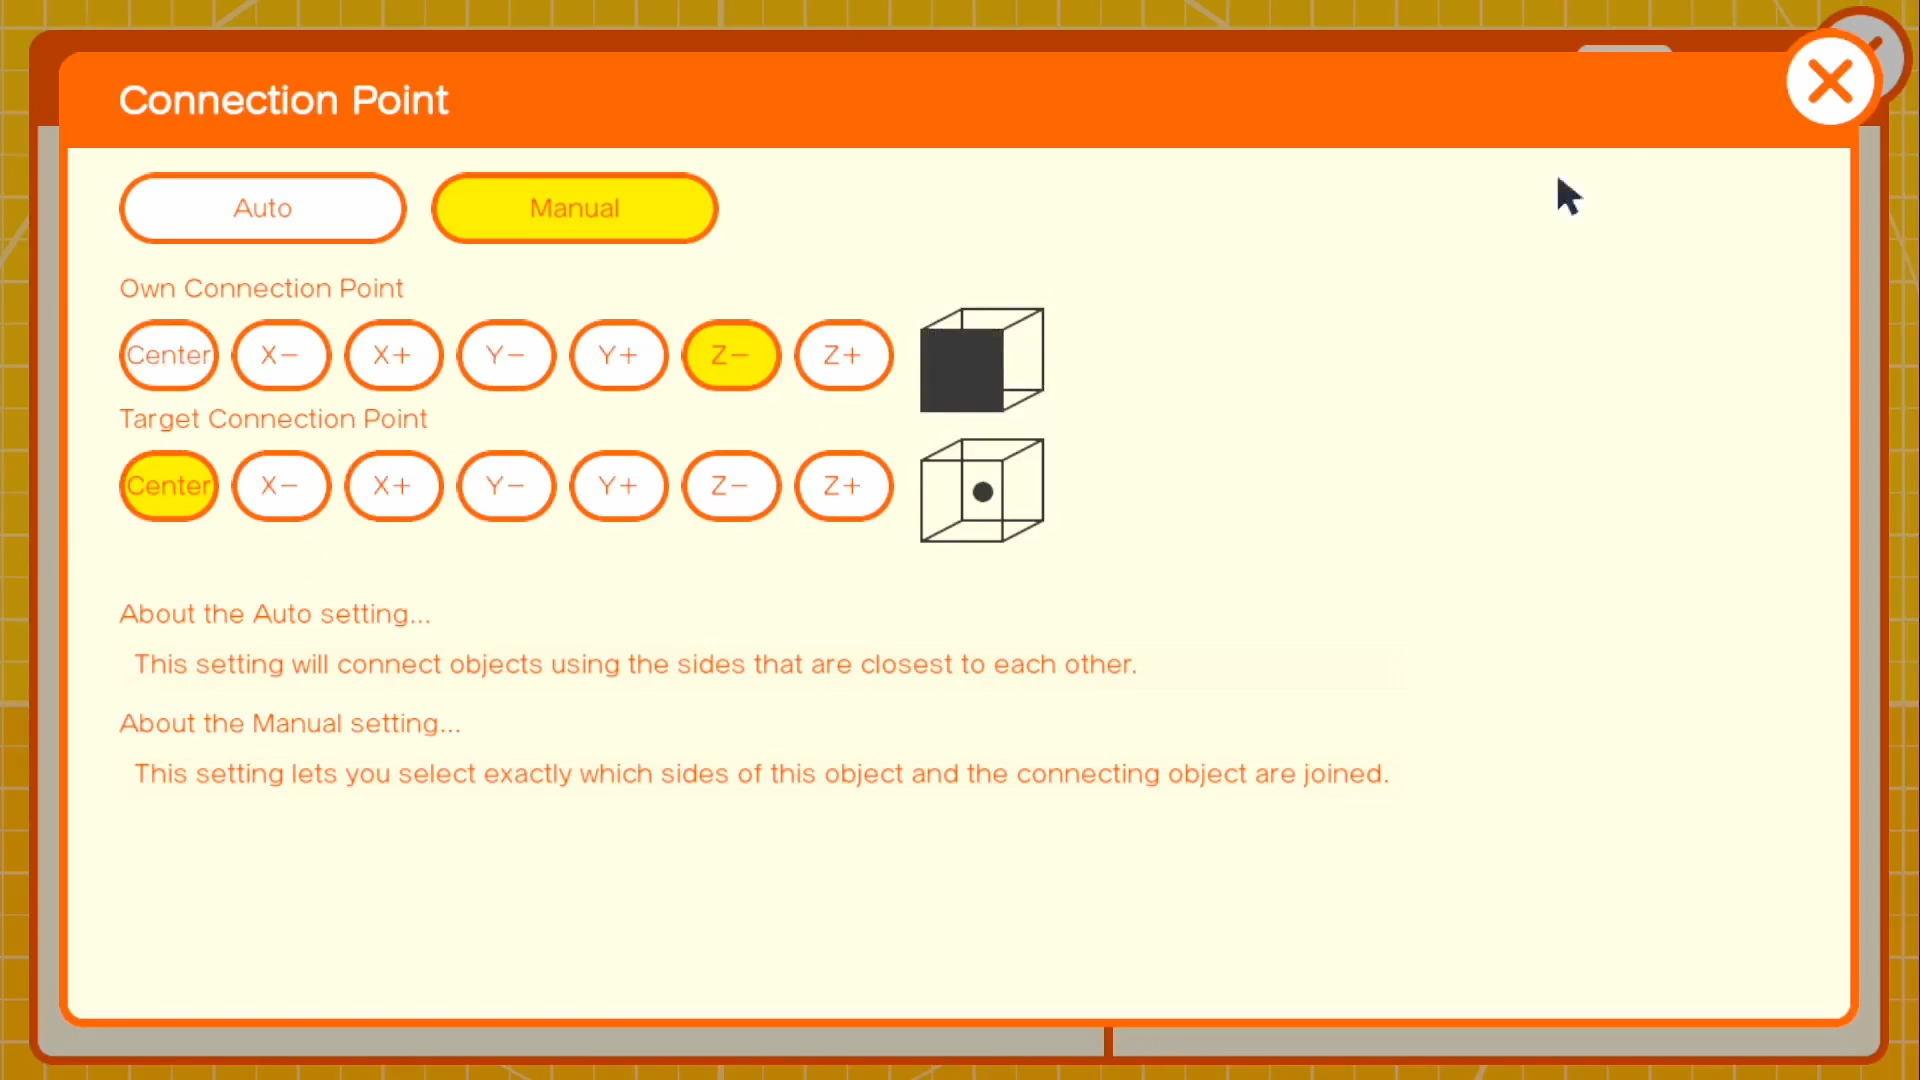 Connection Point
Auto Manual
Own Connection Point
Center X− X+ Y− Y+ Z− Z+
Target Connection Point
Center X− X+ Y− Y+ Z− Z+
About the Auto setting...
This setting will connect objects using the sides that are closest to each other.
About the Manual setting...
This setting lets you select exactly which sides of this object and the connecting object are joined.